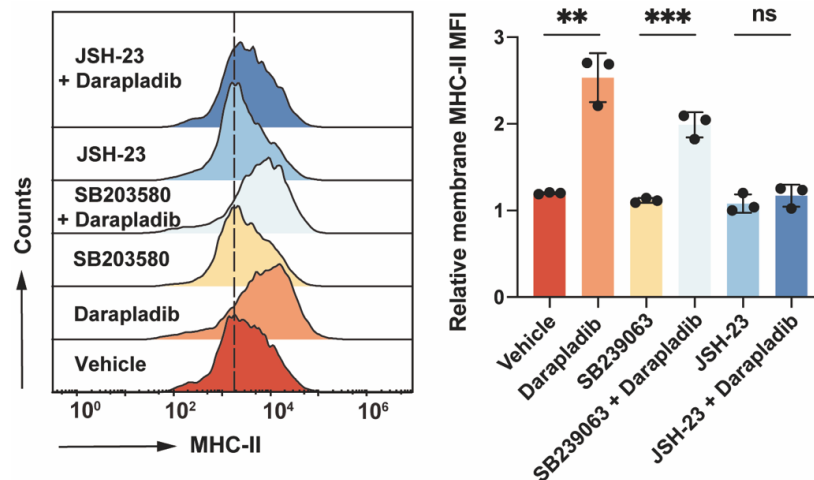 JSH-23
+ Darapladib
JSH-23
SB203580
+ Darapladib
SB203580
Darapladib
Vehicle
Counts
10⁰
10²
10⁴
10⁶
MHC-II
Relative membrane MHC-II MFI
3
2
1
0
**
***
ns
Vehicle
Darapladib
SB239063
SB239063 + Darapladib
JSH-23
JSH-23 + Darapladib